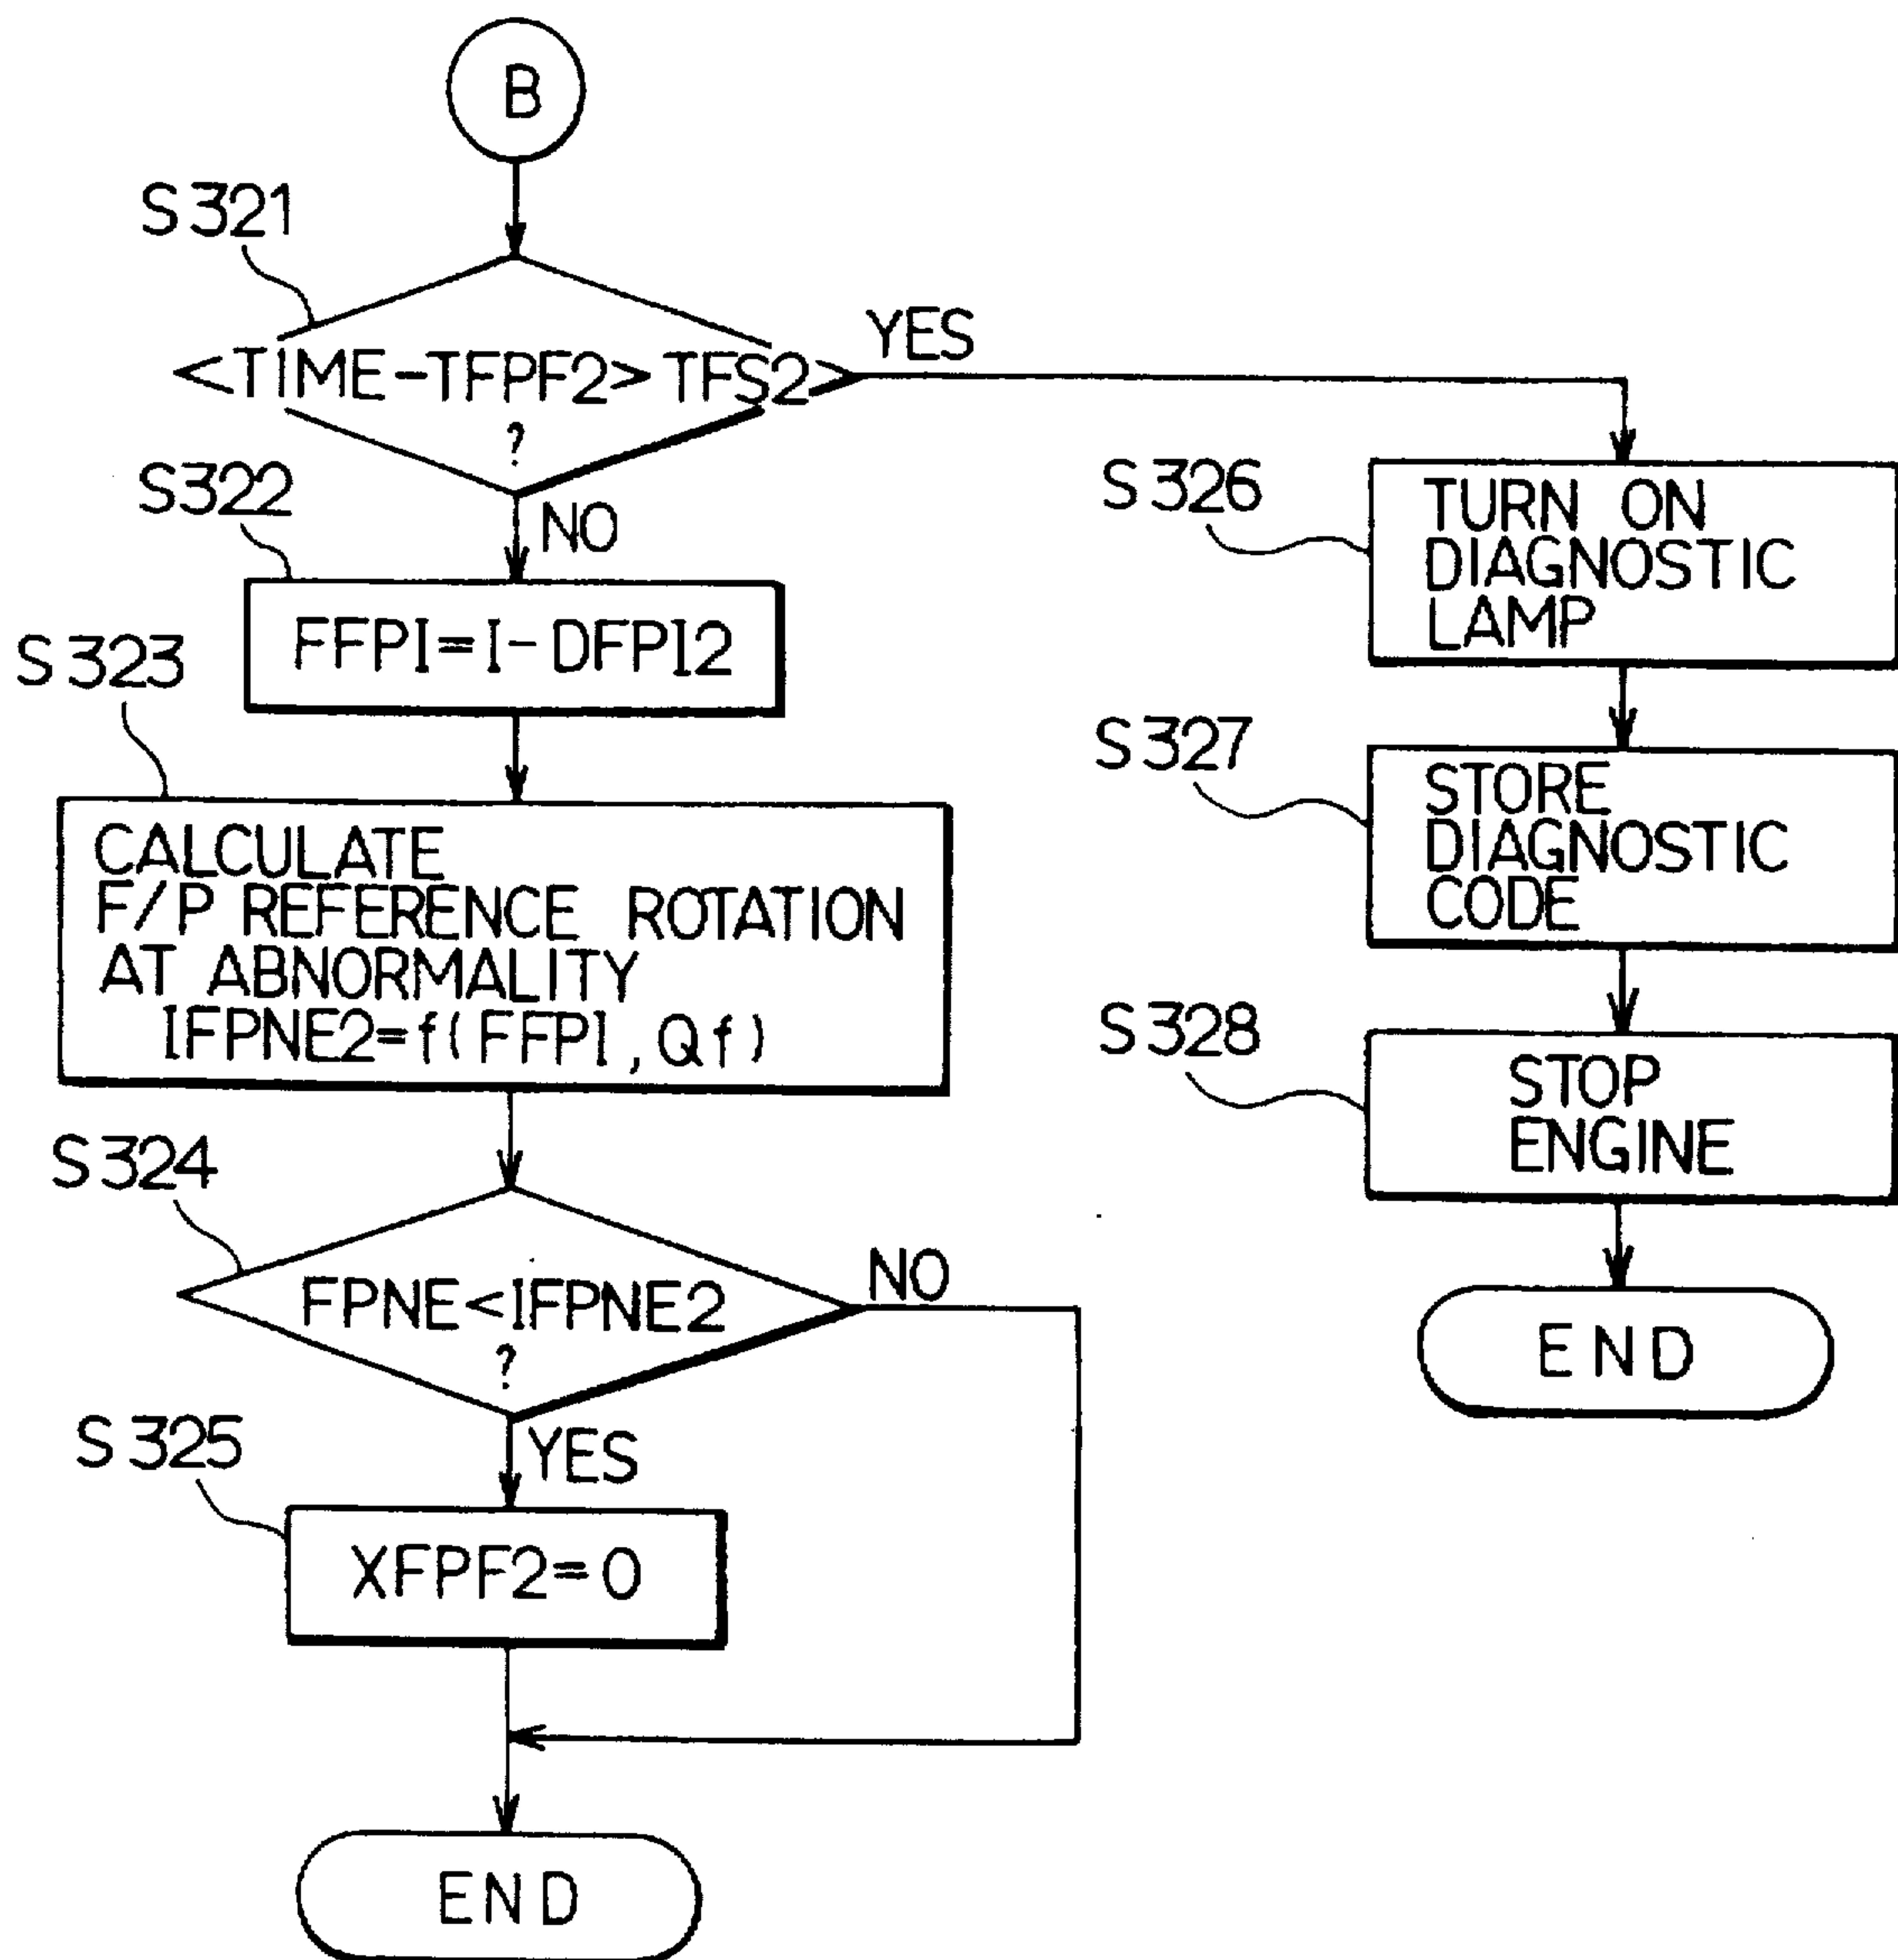 B
S321
<TIME-TFPF2>TFS2>
?
YES
NO
S322
FFPI=I-DFPI2
S323
CALCULATE
F/P REFERENCE ROTATION
AT ABNORMALITY
IFPNE2=f(FFPI,Qf)
S324
FPNE<IFPNE2
?
NO
YES
S325
XFPF2=0
END
S326
TURN ON
DIAGNOSTIC
LAMP
S327
STORE
DIAGNOSTIC
CODE
S328
STOP
ENGINE
END